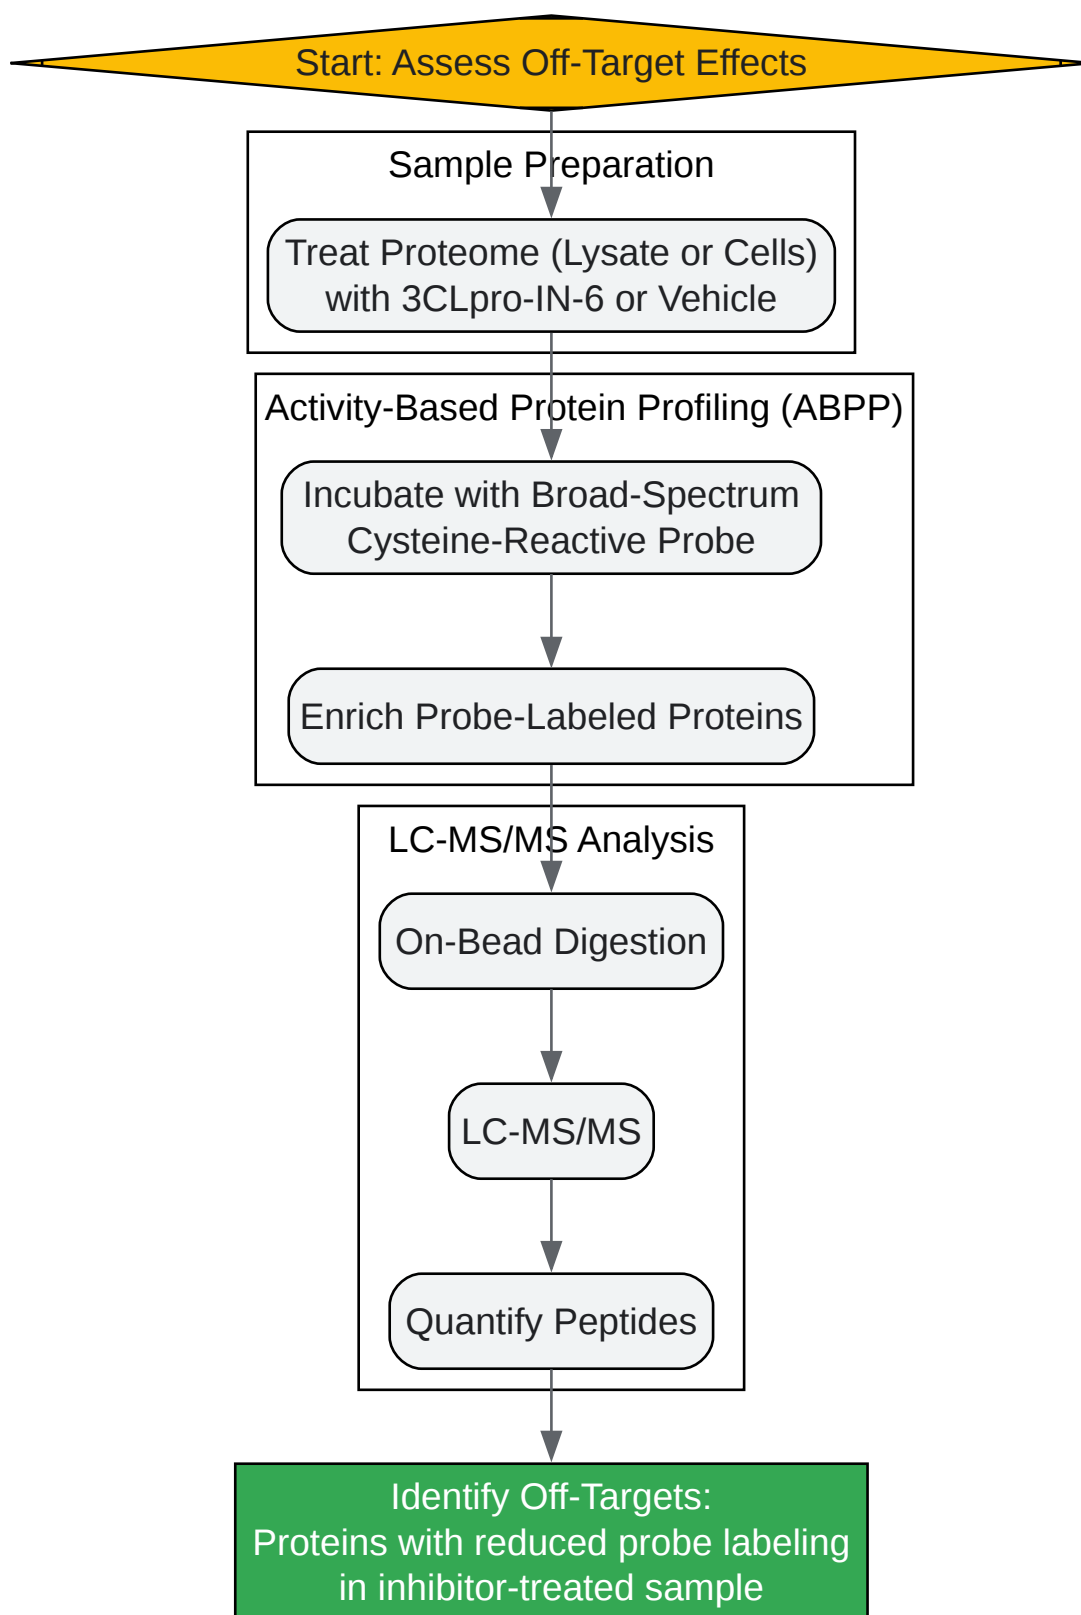 Start: Assess Off-Target Effects
Sample Preparation
Treat Proteome (Lysate or Cells)
with 3CLpro-IN-6 or Vehicle
Activity-Based Protein Profiling (ABPP)
Incubate with Broad-Spectrum
Cysteine-Reactive Probe
Enrich Probe-Labeled Proteins
LC-MS/MS Analysis
On-Bead Digestion
LC-MS/MS
Quantify Peptides
Identify Off-Targets:
Proteins with reduced probe labeling
in inhibitor-treated sample